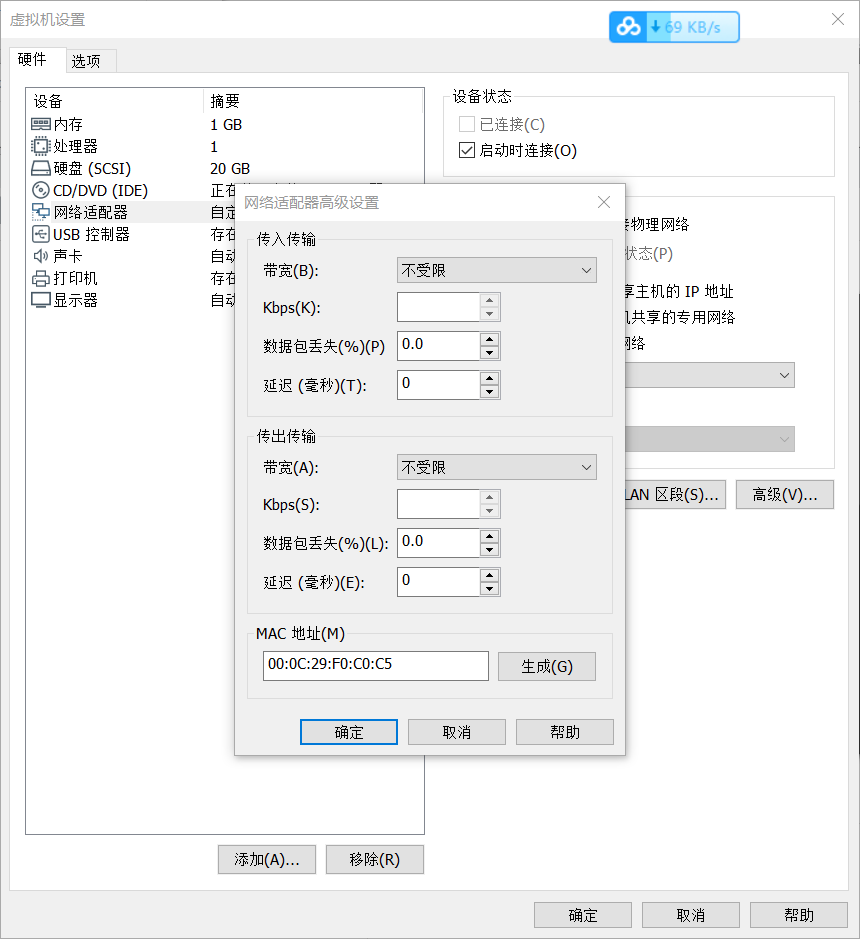 虚拟机设置
69 KB/s
硬件
选项
设备 摘要
内存 1 GB
处理器 1
硬盘 (SCSI) 20 GB
CD/DVD (IDE) 正在
网络适配器 自定
USB 控制器 存在
声卡 自动
打印机 存在
显示器 自动
添加(A)...
移除(R)
设备状态
已连接(C)
启动时连接(O)
物理网络
状态(P)
享主机的 IP 地址
机共享的专用网络
网络
LAN 区段(S)...
高级(V)...
网络适配器高级设置
传入传输
带宽(B): 不受限
Kbps(K):
数据包丢失(%)(P) 0.0
延迟 (毫秒)(T): 0
传出传输
带宽(A): 不受限
Kbps(S):
数据包丢失(%)(L): 0.0
延迟 (毫秒)(E): 0
MAC 地址(M)
00:0C:29:F0:C0:C5
生成(G)
确定
取消
帮助
确定
取消
帮助